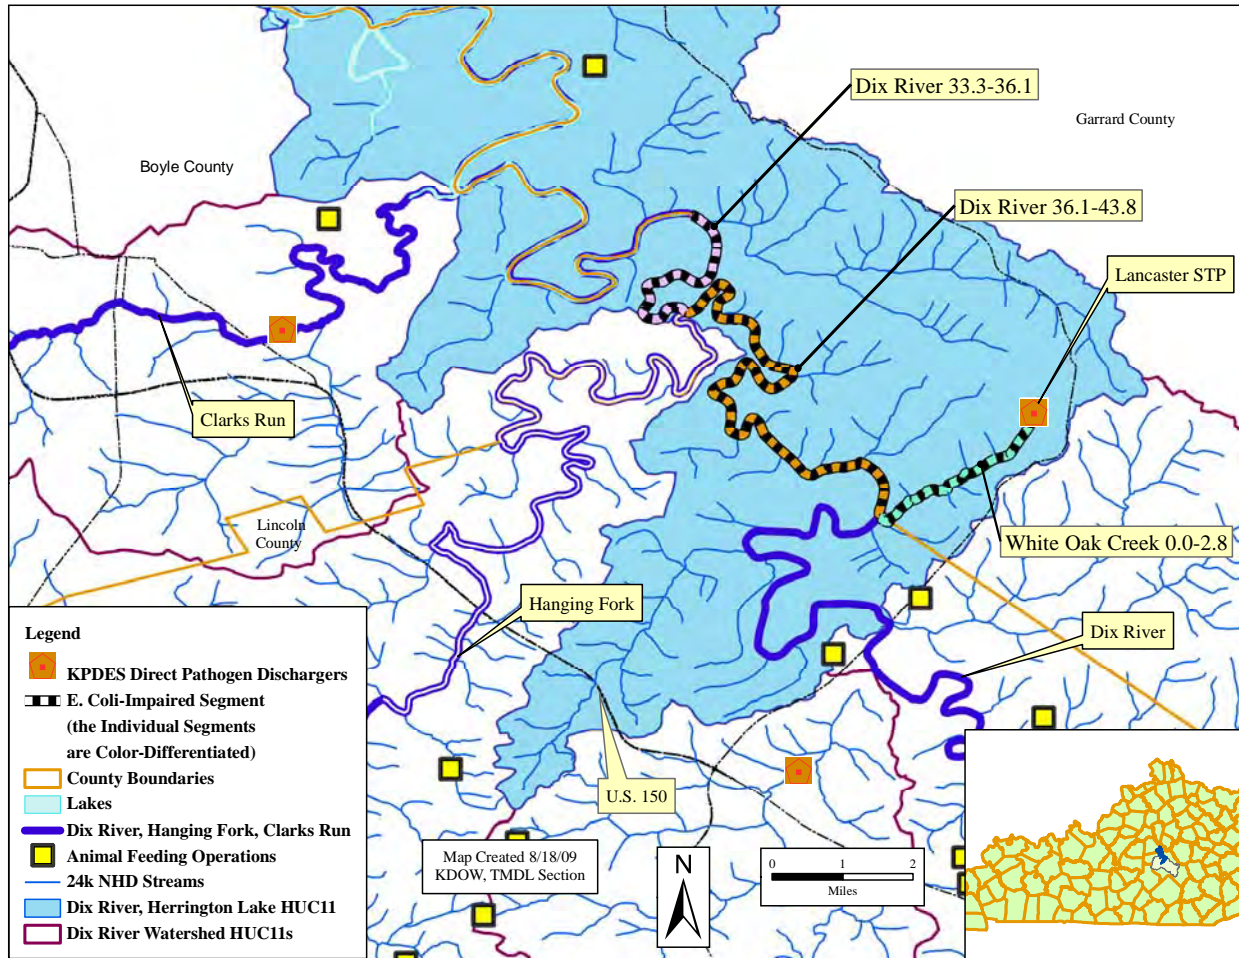 Dix River 33.3-36.1
Garrard County
Boyle County
Dix River 36.1-43.8
Lancaster STP
Clarks Run
Lincoln
County
White Oak Creek 0.0-2.8
Hanging Fork
Dix River
U.S. 150
Legend
KPDES Direct Pathogen Dischargers
E. Coli-Impaired Segment
(the Individual Segments
are Color-Differentiated)
County Boundaries
Lakes
Dix River, Hanging Fork, Clarks Run
Animal Feeding Operations
24k NHD Streams
Dix River, Herrington Lake HUC11
Dix River Watershed HUC11s
Map Created 8/18/09
KDOW, TMDL Section
N
0 1 2
Miles